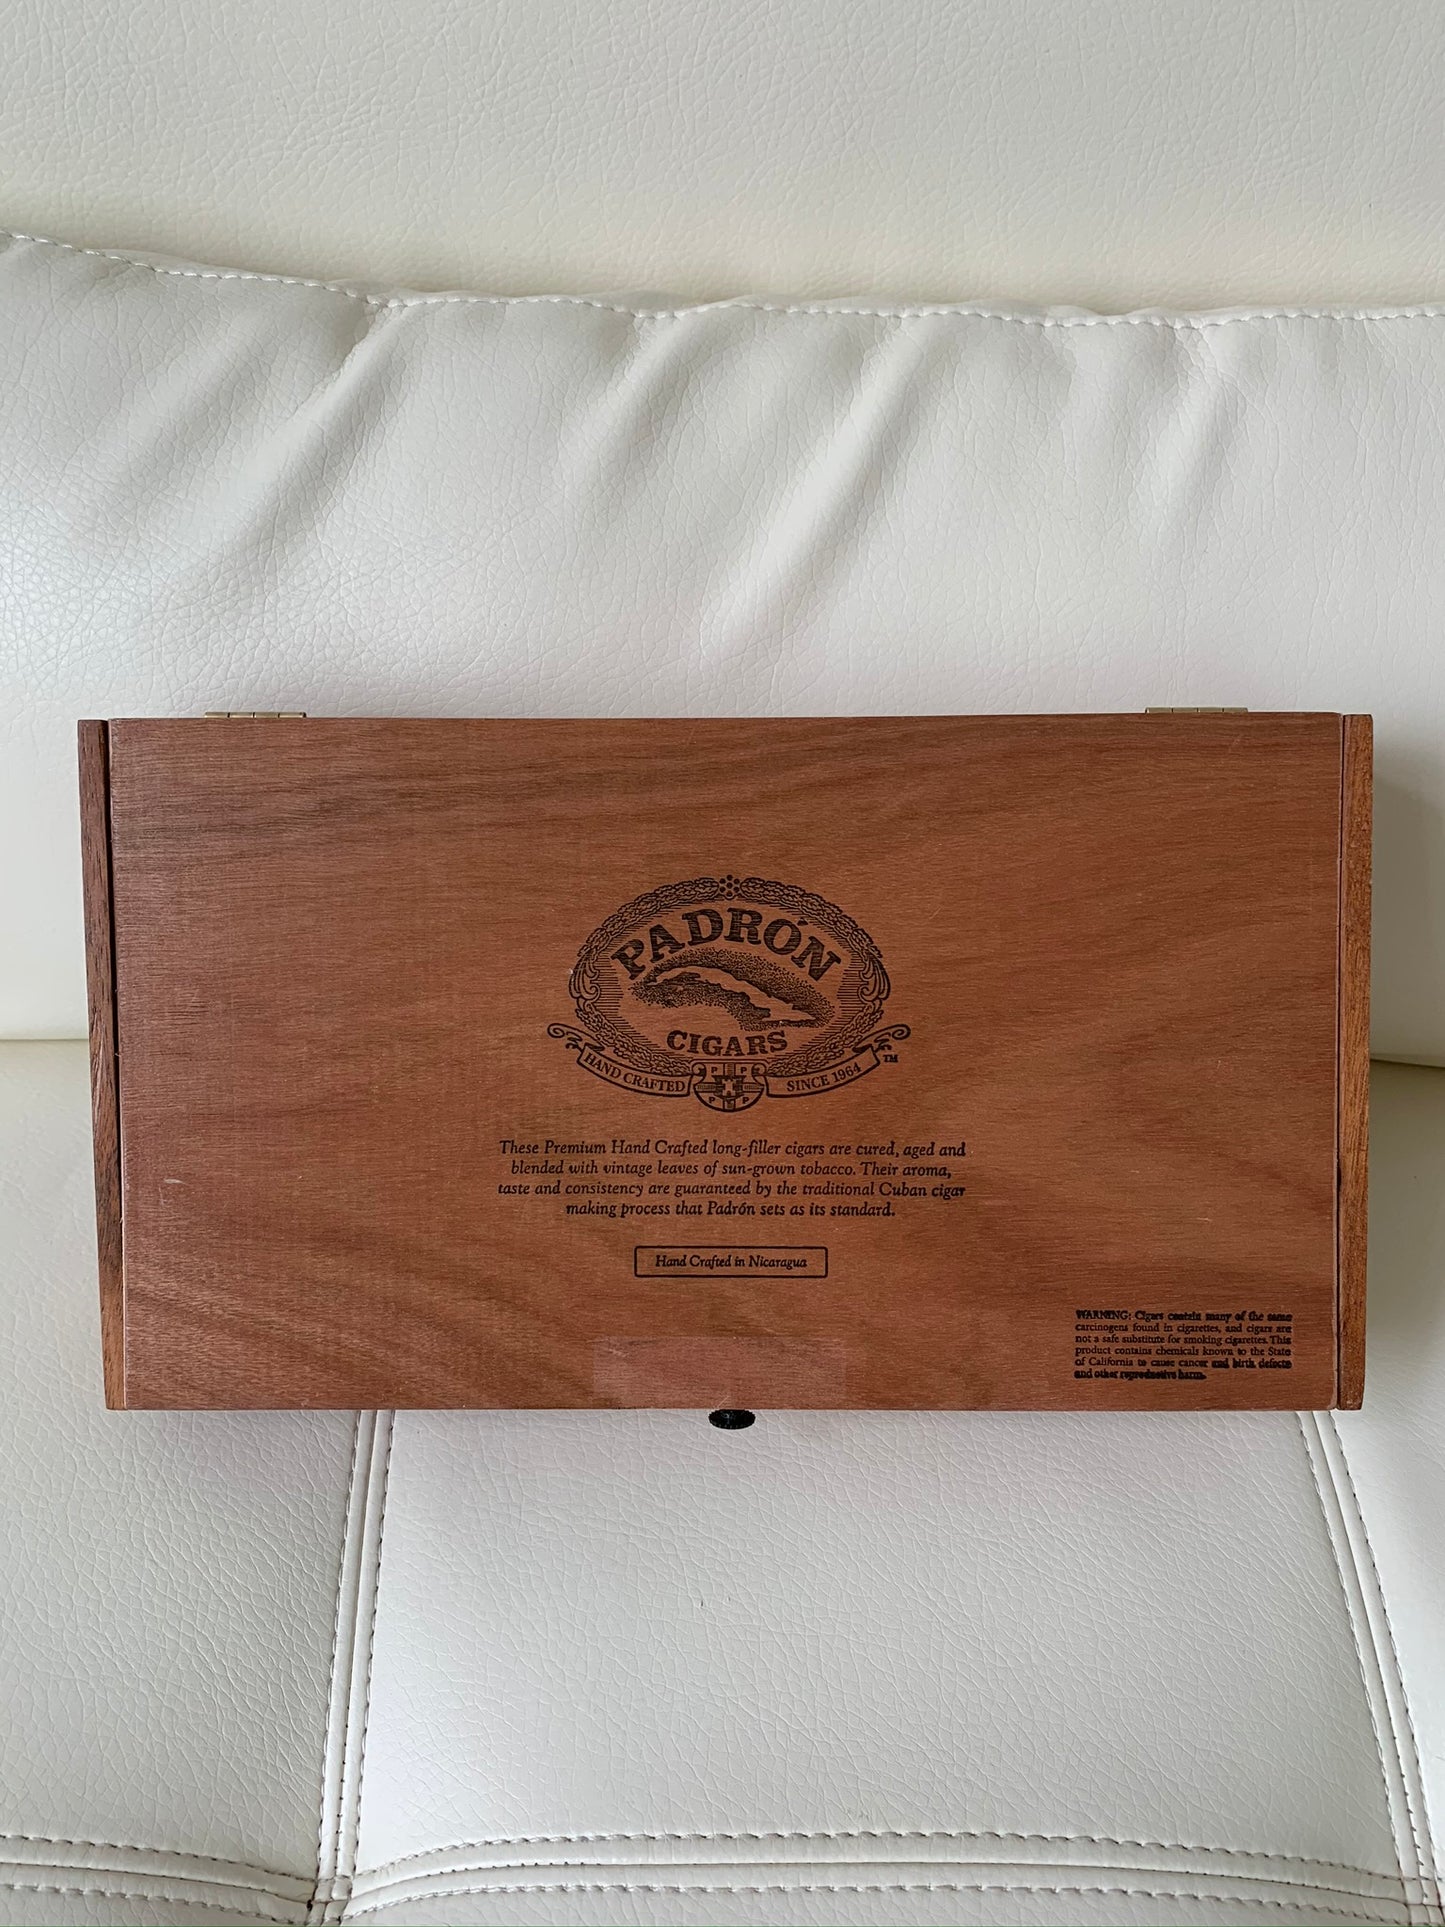 PADRÓN
CIGARS
HAND CRAFTED
SINCE 1964
TM
P P
P P
These Premium Hand Crafted long-filler cigars are cured, aged and
blended with vintage leaves of sun-grown tobacco. Their aroma,
taste and consistency are guaranteed by the traditional Cuban cigar
making process that Padrón sets as its standard.
Hand Crafted in Nicaragua
WARNING: Cigars contain many of the same
carcinogens found in cigarettes, and cigars are
not a safe substitute for smoking cigarettes. This
product contains chemicals known to the State
of California to cause cancer and birth defects
and other reproductive harm.